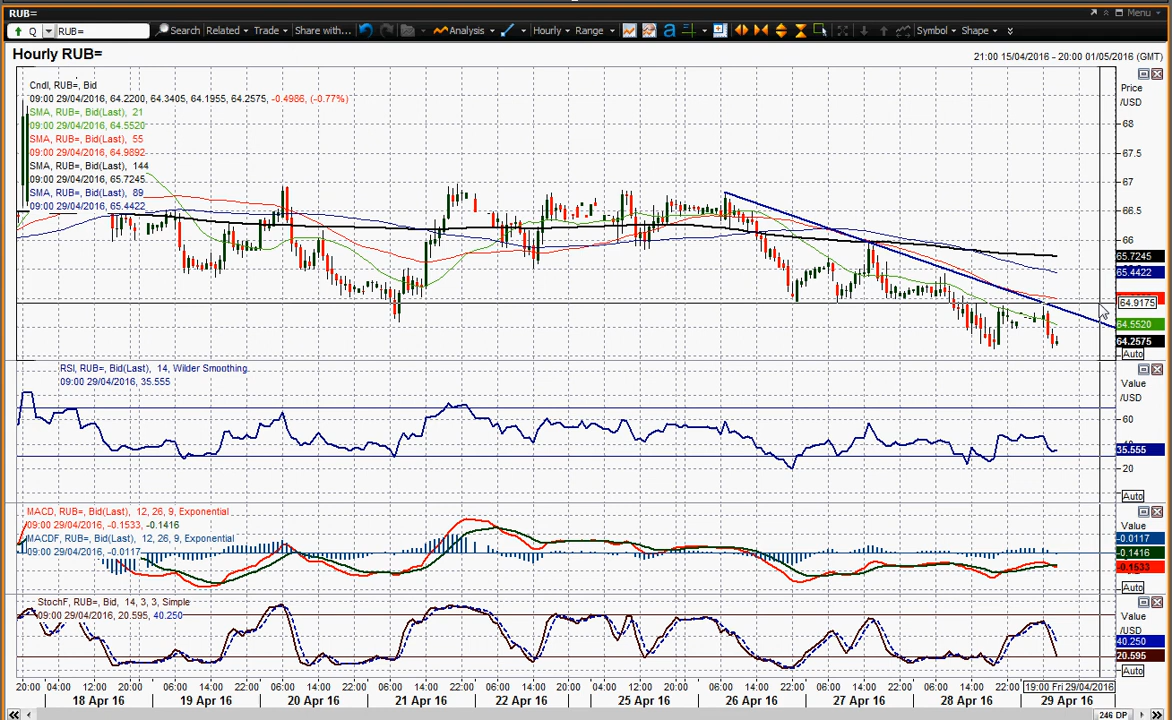 RUB=
Menu
Q RUB= Search Related Trade Share with... Analysis Hourly Range a Symbol Shape
Hourly RUB=
21:00 15/04/2016 - 20:00 01/05/2016 (GMT)
Cndl, RUB=, Bid
09:00 29/04/2016, 64.2200, 64.3405, 64.1955, 64.2575, -0.4986, (-0.77%)
SMA, RUB=, Bid(Last), 21
09:00 29/04/2016, 64.5520
SMA, RUB=, Bid(Last), 55
09:00 29/04/2016, 64.9892
SMA, RUB=, Bid(Last), 144
09:00 29/04/2016, 65.7245
SMA, RUB=, Bid(Last), 89
09:00 29/04/2016, 65.4422
Price
/USD
68
67.5
67
66.5
66
65.7245
65.4422
64.9175
64.5520
64.2575
Auto
RSI, RUB=, Bid(Last), 14, Wilder Smoothing
09:00 29/04/2016, 35.555
Value
/USD
60
35.555
20
Auto
MACD, RUB=, Bid(Last), 12, 26, 9, Exponential
09:00 29/04/2016, -0.1533, -0.1416
MACDF, RUB=, Bid(Last), 12, 26, 9, Exponential
09:00 29/04/2016, -0.0117
Value
/USD
-0.0117
-0.1416
-0.1533
Auto
StochF, RUB=, Bid, 14, 3, 3, Simple
09:00 29/04/2016, 20.595, 40.250
Value
/USD
40.250
20.595
Auto
20:00 04:00 12:00 20:00 06:00 14:00 22:00 06:00 14:00 22:00 06:00 14:00 22:00 06:00 14:00 20:00 04:00 12:00 20:00 06:00 14:00 22:00 06:00 14:00 22:00 06:00 14:00 22:00 19:00 Fri 29/04/2016
18 Apr 16 19 Apr 16 20 Apr 16 21 Apr 16 22 Apr 16 25 Apr 16 26 Apr 16 27 Apr 16 28 Apr 16 29 Apr 16
246 DP